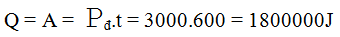 Q = A = Pđ.t = 3000.600 = 1800000J